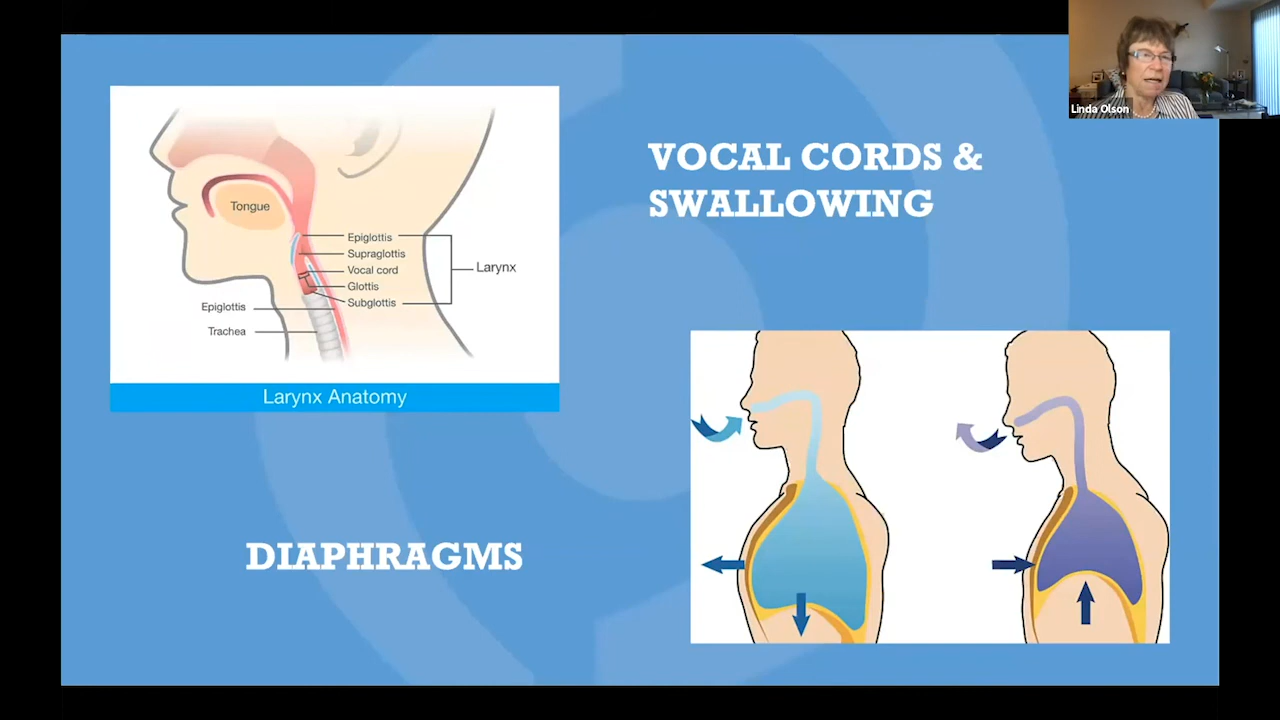 Linda Olson
VOCAL CORDS &
SWALLOWING
Tongue
Epiglottis
Supraglottis
Vocal cord
Glottis
Subglottis
Larynx
Epiglottis
Trachea
Larynx Anatomy
DIAPHRAGMS